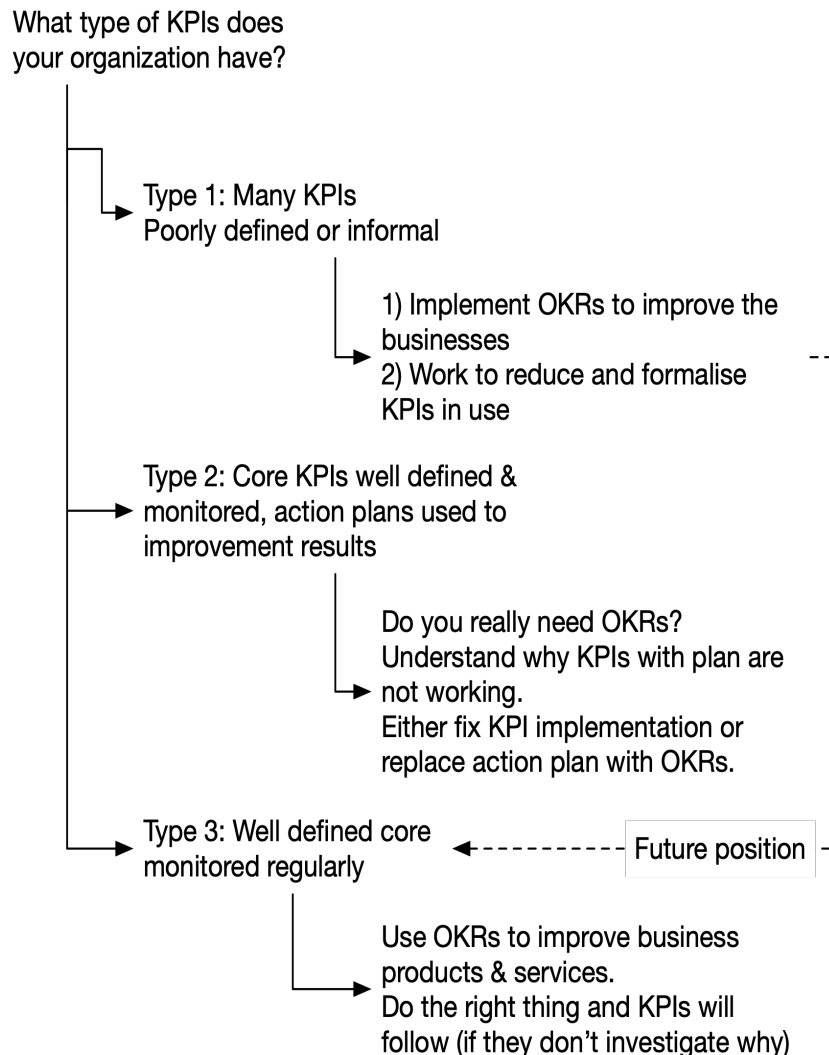 What type of KPIs does
your organization have?
Type 1: Many KPIs
Poorly defined or informal
1) Implement OKRs to improve the
businesses
2) Work to reduce and formalise
KPIs in use
Type 2: Core KPIs well defined &
monitored, action plans used to
improvement results
Do you really need OKRs?
Understand why KPIs with plan are
not working.
Either fix KPI implementation or
replace action plan with OKRs.
Type 3: Well defined core
monitored regularly
Future position
Use OKRs to improve business
products & services.
Do the right thing and KPIs will
follow (if they don’t investigate why)